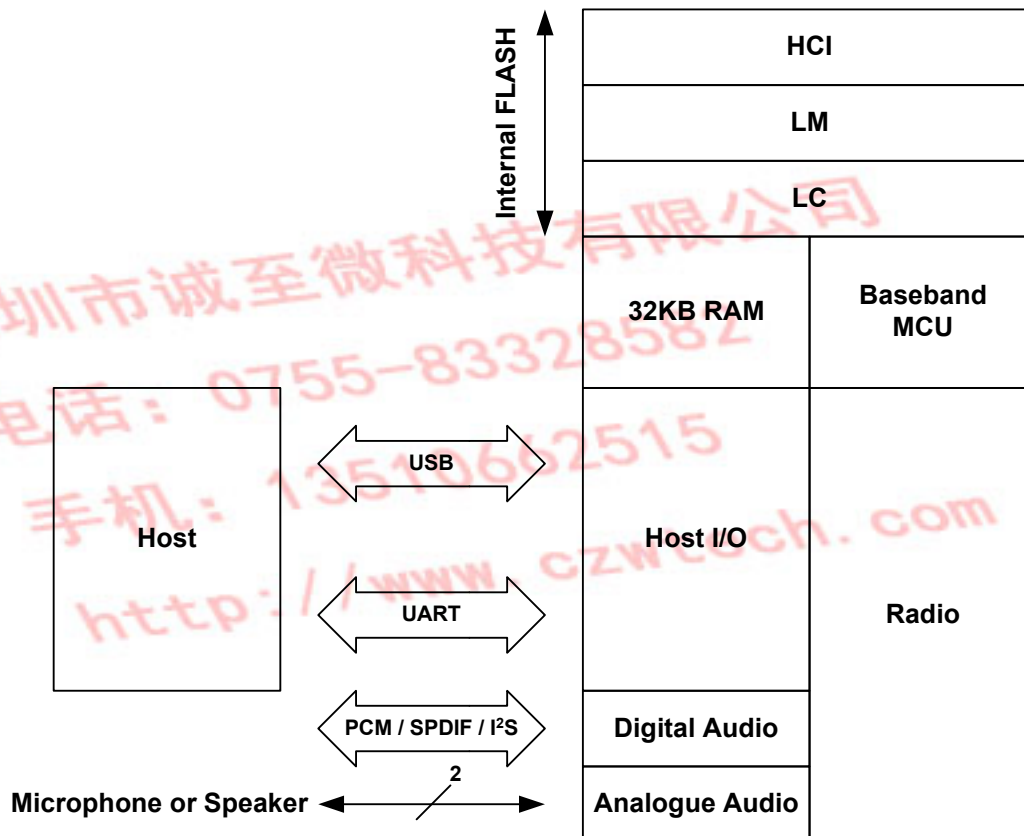 Internal FLASH
HCI
LM
LC
32KB RAM
Baseband
MCU
Host
USB
UART
PCM / SPDIF / I²S
2
Microphone or Speaker
Host I/O
Radio
Digital Audio
Analogue Audio
圳市诚至微科技有限公司
电话：0755-83328582
手机：13510662515
http://www.czwtech.com